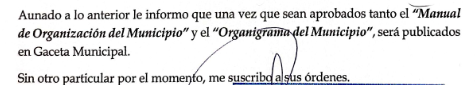 Aunado a lo anterior le informo que una vez que sean aprobados tanto el "Manual
de Organización del Municipio" y el "Organigrama del Municipio", será publicados
en Gaceta Municipal.
Sin otro particular por el momento, me suscribo a sus órdenes.